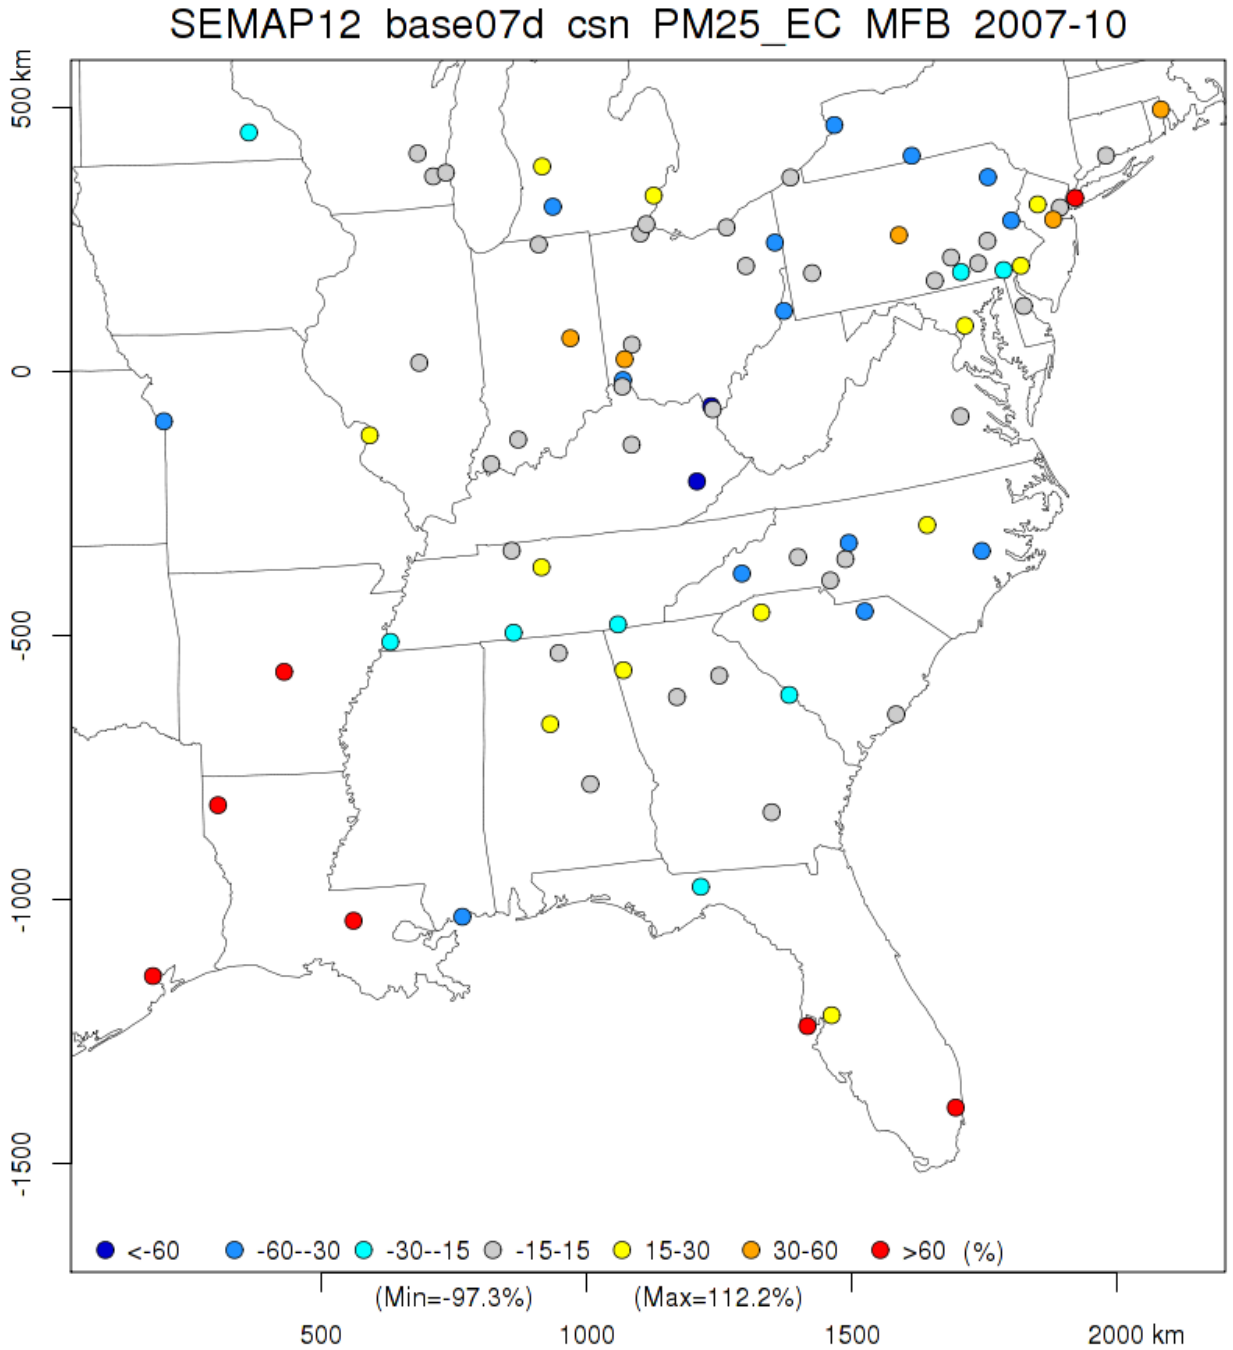 SEMAP12 base07d csn PM25_EC MFB 2007-10
500 km
0
-500
-1000
-1500
<-60 -60--30 -30--15 -15-15 15-30 30-60 >60 (%)
(Min=-97.3%) (Max=112.2%)
500 1000 1500 2000 km